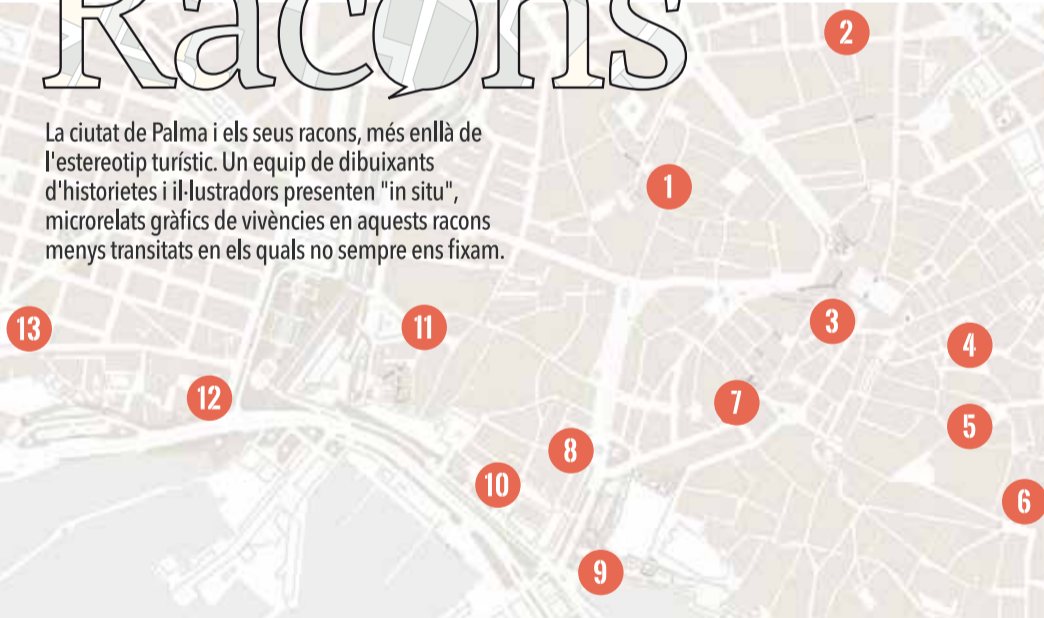 Racons
La ciutat de Palma i els seus racons, més enllà de
l'estereotip turístic. Un equip de dibuixants
d'historietes i il·lustradors presenten "in situ",
microrelats gràfics de vivències en aquests racons
menys transitats en els quals no sempre ens fixam.
2
1
3
4
5
6
7
8
9
10
11
12
13